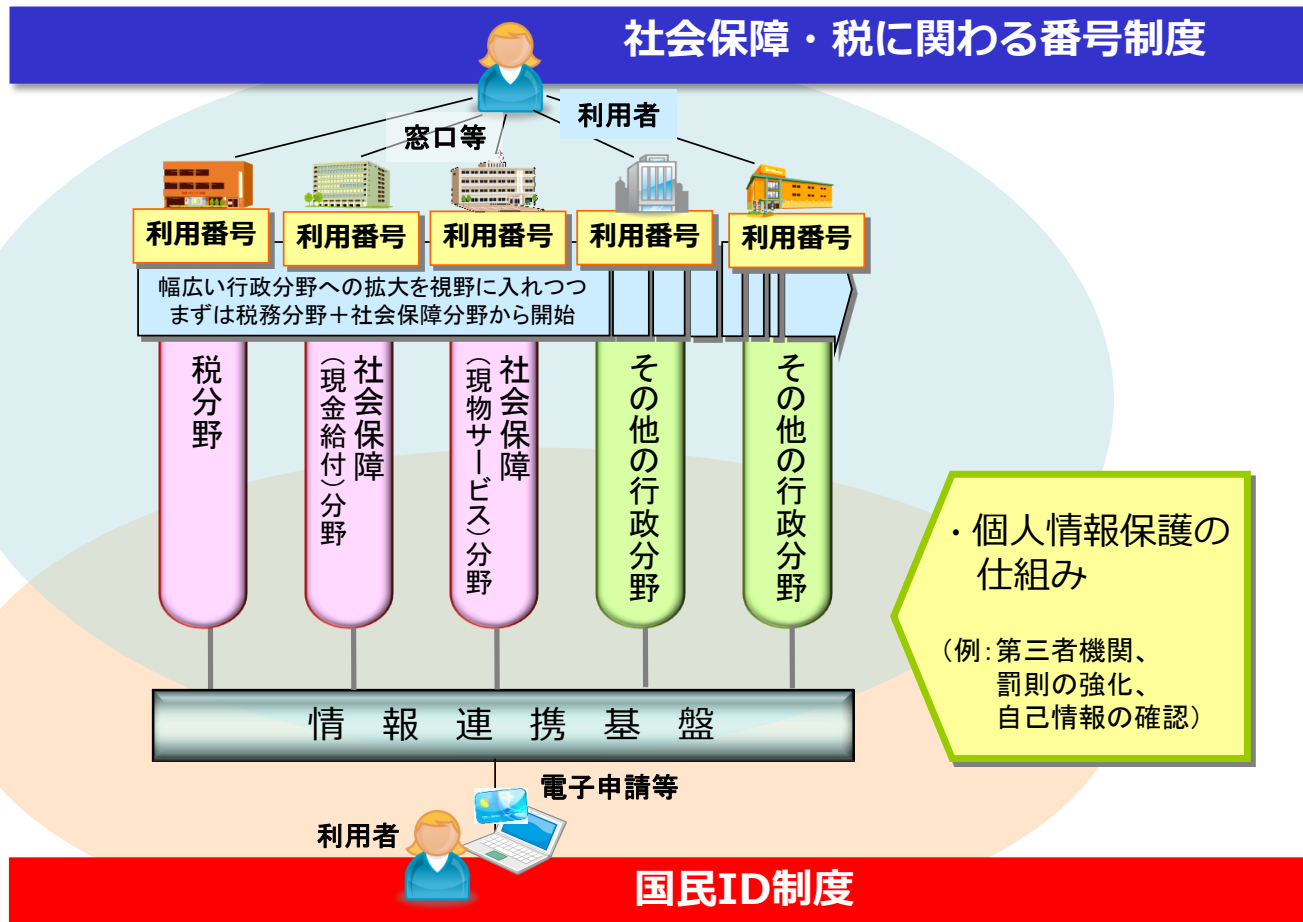 社会保障・税に関わる番号制度
利用者
窓口等
利用番号
利用番号
利用番号
利用番号
利用番号
幅広い行政分野への拡大を視野に入れつつ
まずは税務分野＋社会保障分野から開始
税分野
社会保障
（現金給付）分野
社会保障
（現物サービス）分野
その他の行政分野
その他の行政分野
・個人情報保護の
仕組み
（例：第三者機関、
罰則の強化、
自己情報の確認）
情報連携基盤
電子申請等
利用者
国民ID制度